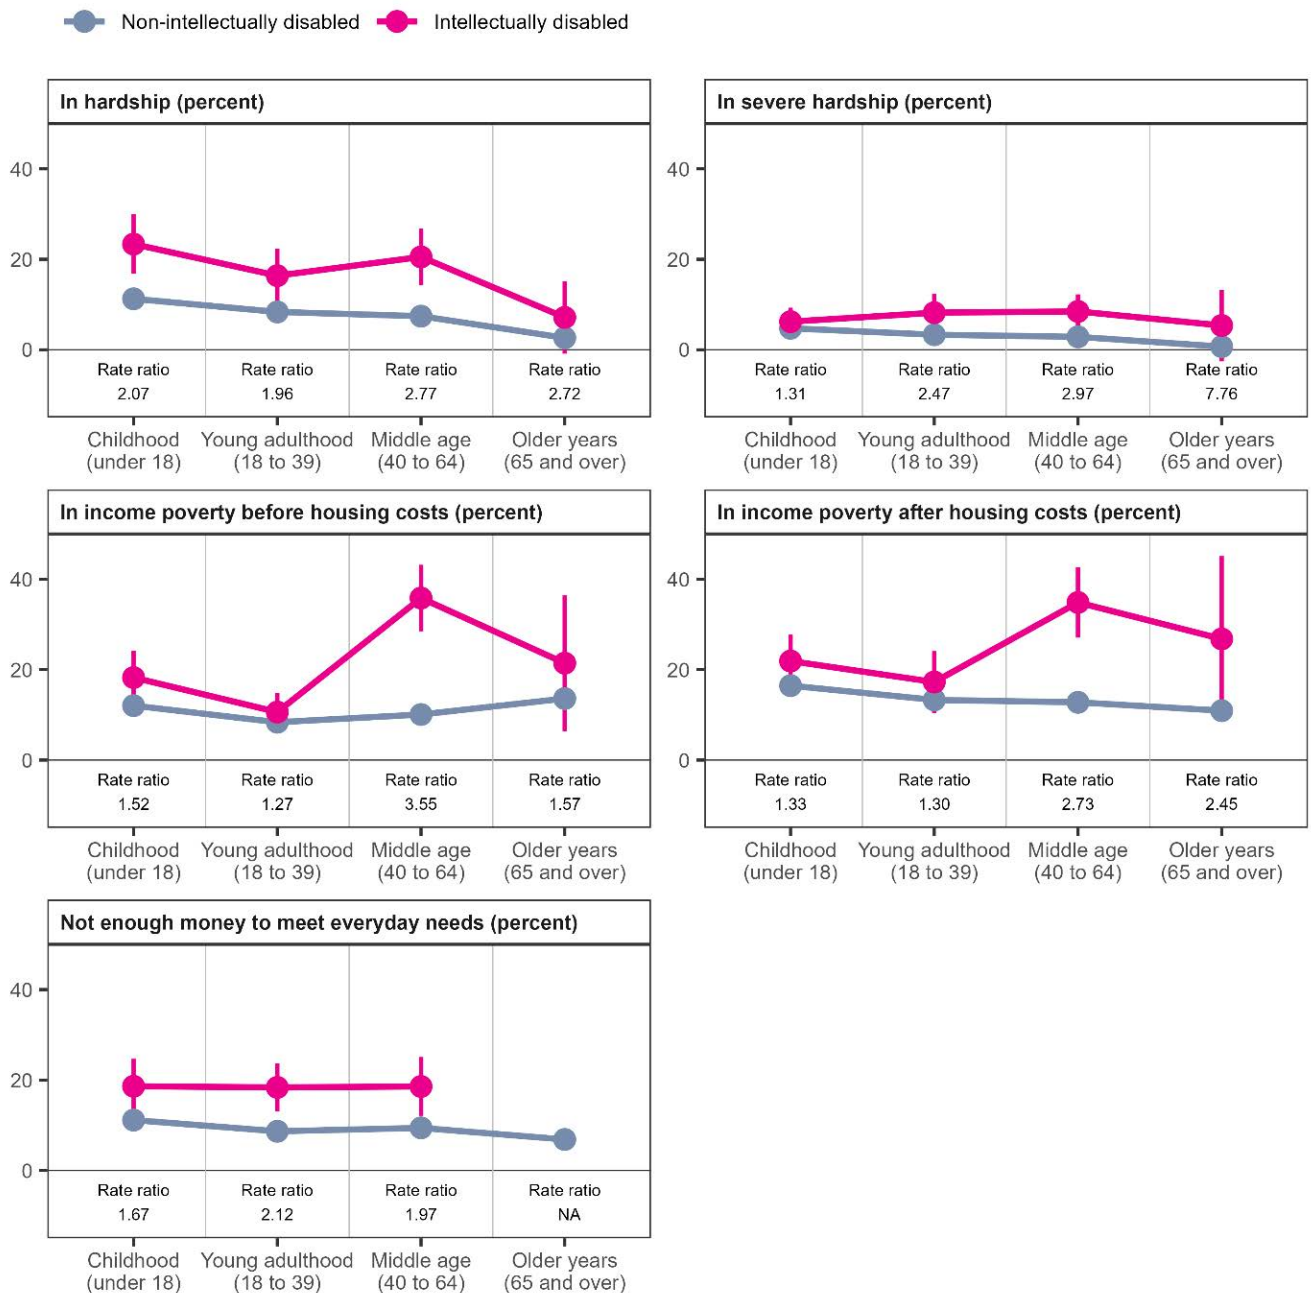 Non-intellectually disabled Intellectually disabled
In hardship (percent)
40
20
0
Rate ratio Rate ratio Rate ratio Rate ratio
2.07 1.96 2.77 2.72
Childhood Young adulthood Middle age Older years
(under 18) (18 to 39) (40 to 64) (65 and over)
In severe hardship (percent)
40
20
0
Rate ratio Rate ratio Rate ratio Rate ratio
1.31 2.47 2.97 7.76
Childhood Young adulthood Middle age Older years
(under 18) (18 to 39) (40 to 64) (65 and over)
In income poverty before housing costs (percent)
40
20
0
Rate ratio Rate ratio Rate ratio Rate ratio
1.52 1.27 3.55 1.57
Childhood Young adulthood Middle age Older years
(under 18) (18 to 39) (40 to 64) (65 and over)
In income poverty after housing costs (percent)
40
20
0
Rate ratio Rate ratio Rate ratio Rate ratio
1.33 1.30 2.73 2.45
Childhood Young adulthood Middle age Older years
(under 18) (18 to 39) (40 to 64) (65 and over)
Not enough money to meet everyday needs (percent)
40
20
0
Rate ratio Rate ratio Rate ratio Rate ratio
1.67 2.12 1.97 NA
Childhood Young adulthood Middle age Older years
(under 18) (18 to 39) (40 to 64) (65 and over)